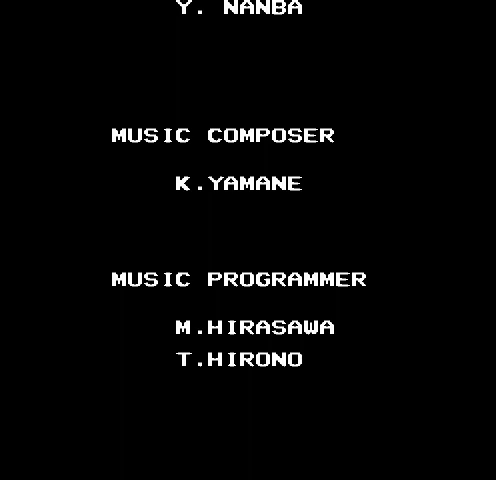 Y. NANBA
MUSIC COMPOSER
K.YAMANE
MUSIC PROGRAMMER
M.HIRASAWA
T.HIRONO